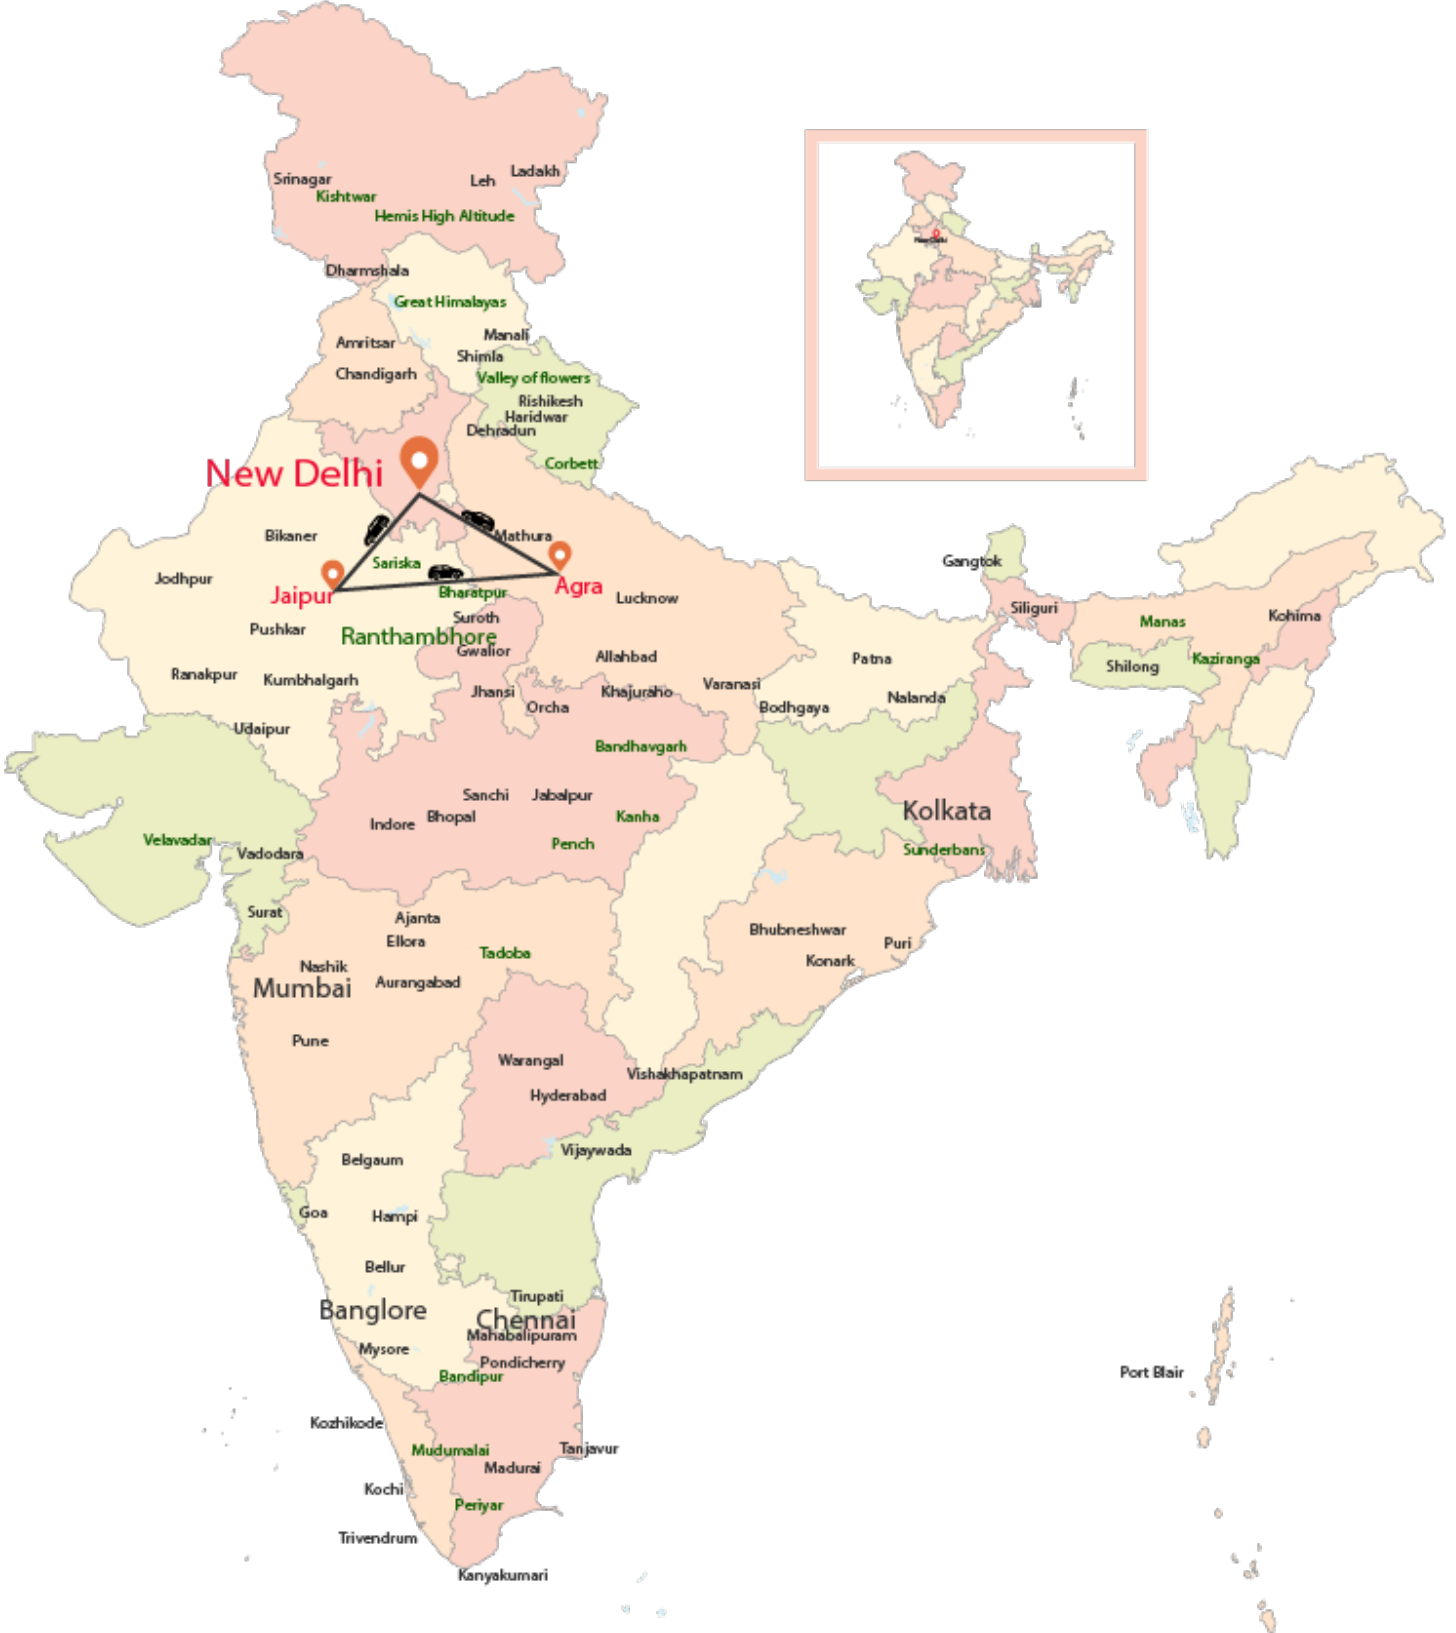 Srinagar
Kishtwar
Leh
Ladakh
Hemis High Altitude
Dharmshala
Great Himalayas
Amritsar
Manali
Shimla
Chandigarh
Valley of flowers
Rishikesh
Haridwar
Dehradun
Corbett
New Delhi
New Delhi
Bikaner
Mathura
Sariska
Jodhpur
Jaipur
Agra
Bharatpur
Lucknow
Gangtok
Siliguri
Manas
Kohima
Pushkar
Suroth
Ranthambhore
Gwalior
Allahbad
Patna
Shilong
Kaziranga
Ranakpur
Kumbhalgarh
Jhansi
Orcha
Khajuraho
Varanasi
Bodhgaya
Nalanda
Udaipur
Bandhavgarh
Sanchi
Jabalpur
Indore
Bhopal
Kanha
Pench
Kolkata
Sunderbans
Velavadar
Vadodara
Surat
Ajanta
Ellora
Tadoba
Nashik
Mumbai
Aurangabad
Bhubneshwar
Puri
Konark
Pune
Warangal
Hyderabad
Vishakhapatnam
Vijaywada
Belgaum
Goa
Hampi
Bellur
Banglore
Tirupati
Chennai
Mahabalipuram
Mysore
Pondicherry
Bandipur
Port Blair
Kozhikode
Mudumalai
Tanjavur
Madurai
Kochi
Periyar
Trivendrum
Kanyakumari